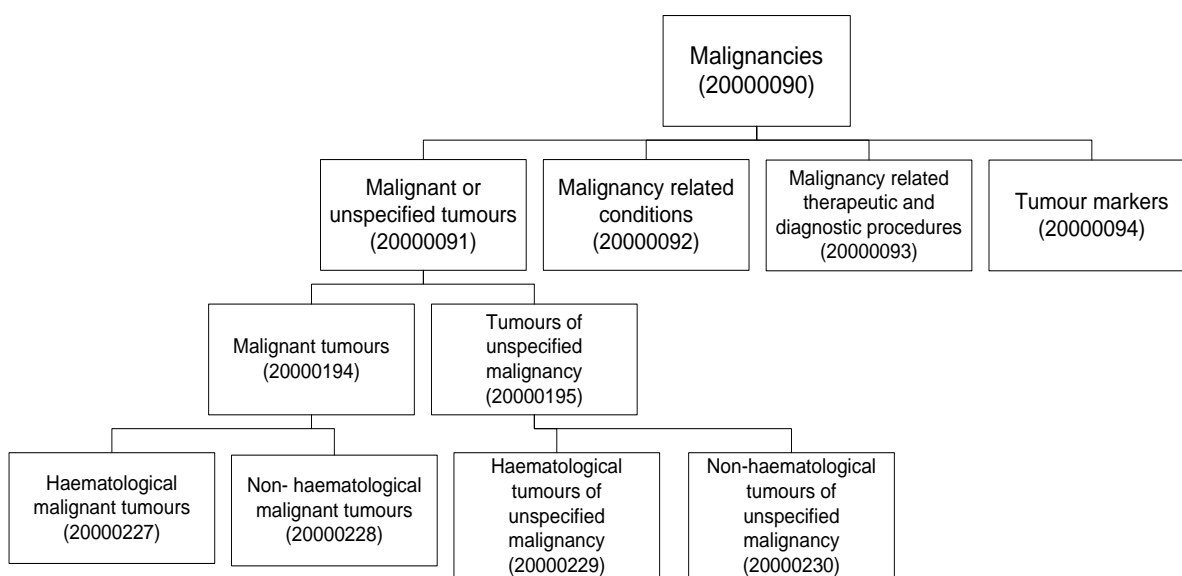 Malignancies
(20000090)
Malignant or
unspecified tumours
(20000091)
Malignancy related
conditions
(20000092)
Malignancy related
therapeutic and
diagnostic procedures
(20000093)
Tumour markers
(20000094)
Malignant tumours
(20000194)
Tumours of
unspecified
malignancy
(20000195)
Haematological
malignant tumours
(20000227)
Non- haematological
malignant tumours
(20000228)
Haematological
tumours of
unspecified
malignancy
(20000229)
Non-haematological
tumours of
unspecified
malignancy
(20000230)